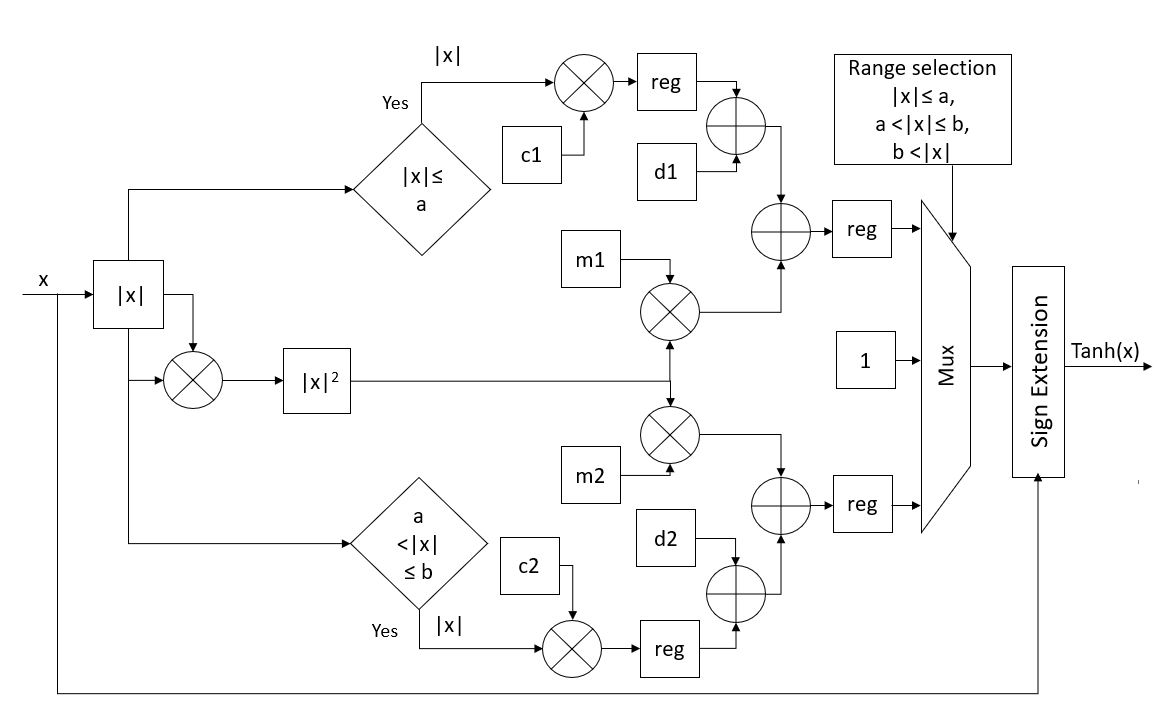 |x|
Yes
reg
c1
d1
|x|≤
a
Range selection
|x|≤ a,
a <|x|≤ b,
b <|x|
m1
reg
x
|x|
|x|²
1
Mux
Sign Extension
Tanh(x)
m2
reg
a
<|x|
≤ b
c2
d2
Yes
|x|
reg